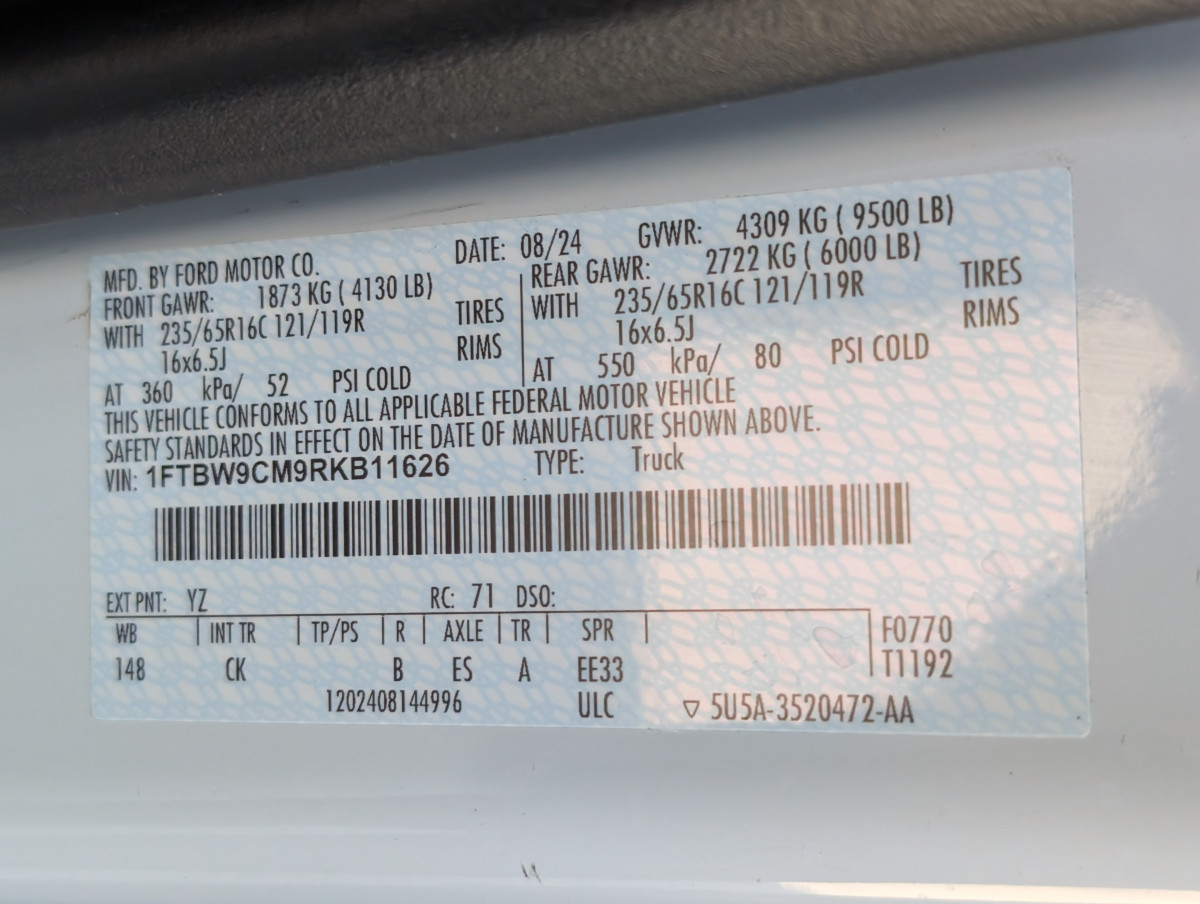 MFD. BY FORD MOTOR CO. DATE: 08/24 GVWR: 4309 KG ( 9500 LB)
FRONT GAWR: 1873 KG ( 4130 LB) REAR GAWR: 2722 KG ( 6000 LB)
WITH 235/65R16C 121/119R TIRES WITH 235/65R16C 121/119R TIRES
16x6.5J RIMS 16x6.5J RIMS
AT 360 kPa/ 52 PSI COLD AT 550 kPa/ 80 PSI COLD
THIS VEHICLE CONFORMS TO ALL APPLICABLE FEDERAL MOTOR VEHICLE
SAFETY STANDARDS IN EFFECT ON THE DATE OF MANUFACTURE SHOWN ABOVE.
VIN: 1FTBW9CM9RKB11626 TYPE: Truck
EXT PNT: YZ RC: 71 DSO:
WB INT TR TP/PS R AXLE TR SPR F0770
148 CK B ES A EE33 T1192
1202408144996 ULC ▽ 5U5A-3520472-AA